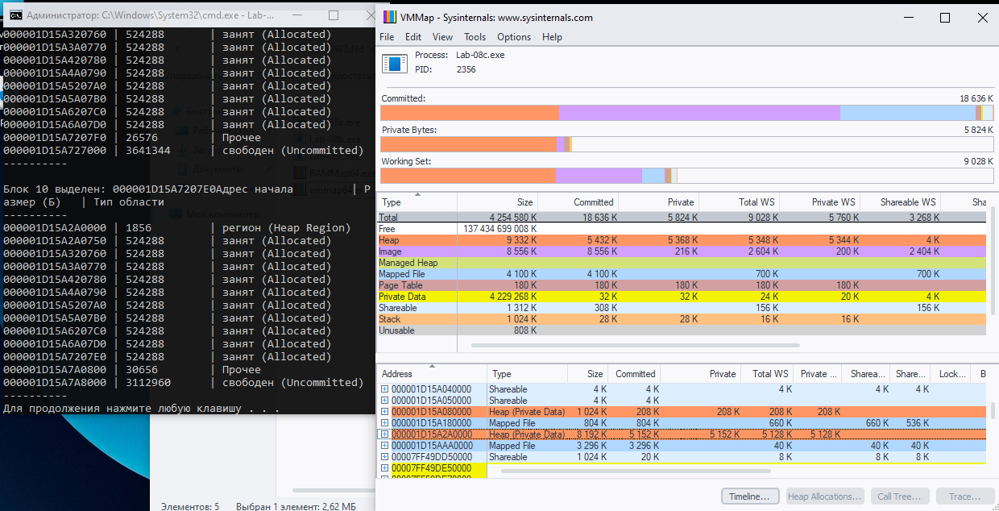 Администратор: C:\Windows\System32\cmd.exe - Lab-...
000001D15A320760 | 524288 | занят (Allocated)
000001D15A3A0770 | 524288 | занят (Allocated)
000001D15A420780 | 524288 | занят (Allocated)
000001D15A4A0790 | 524288 | занят (Allocated)
000001D15A5207A0 | 524288 | занят (Allocated)
000001D15A5A07B0 | 524288 | занят (Allocated)
000001D15A6207C0 | 524288 | занят (Allocated)
000001D15A6A07D0 | 524288 | занят (Allocated)
000001D15A7207F0 | 26576 | Прочее
000001D15A727000 | 3641344 | свободен (Uncommitted)
----------
Блок 10 выделен: 000001D15A7207E0Адрес начала | Р
азмер (Б) | Тип области
----------
000001D15A2A0000 | 1856 | регион (Heap Region)
000001D15A2A0750 | 524288 | занят (Allocated)
000001D15A320760 | 524288 | занят (Allocated)
000001D15A3A0770 | 524288 | занят (Allocated)
000001D15A420780 | 524288 | занят (Allocated)
000001D15A4A0790 | 524288 | занят (Allocated)
000001D15A5207A0 | 524288 | занят (Allocated)
000001D15A5A07B0 | 524288 | занят (Allocated)
000001D15A6207C0 | 524288 | занят (Allocated)
000001D15A6A07D0 | 524288 | занят (Allocated)
000001D15A7207E0 | 524288 | занят (Allocated)
000001D15A7A0800 | 30656 | Прочее
000001D15A7A8000 | 3112960 | свободен (Uncommitted)
----------
Для продолжения нажмите любую клавишу . . .
Элементов: 5 Выбран 1 элемент: 2,62 МБ
VMMap - Sysinternals: www.sysinternals.com
File Edit View Tools Options Help
Process: Lab-08c.exe
PID: 2356
Committed: 18 636 K
Private Bytes: 5 824 K
Working Set: 9 028 K
Type Size Committed Private Total WS Private WS Shareable WS Sha
Total 4 254 580 K 18 636 K 5 824 K 9 028 K 5 760 K 3 268 K
Free 137 434 699 008 K
Heap 9 332 K 5 432 K 5 368 K 5 348 K 5 344 K 4 K
Image 8 556 K 8 556 K 216 K 2 604 K 200 K 2 404 K
Managed Heap
Mapped File 4 100 K 4 100 K 700 K 700 K
Page Table 180 K 180 K 180 K 180 K 180 K
Private Data 4 229 268 K 32 K 32 K 24 K 20 K 4 K
Shareable 1 312 K 308 K 156 K 156 K
Stack 1 024 K 28 K 28 K 16 K 16 K
Unusable 808 K
Address Type Size Committed Private Total WS Private ... Sharea... Share... Lock... B
000001D15A040000 Shareable 4 K 4 K 4 K 4 K 4 K
000001D15A050000 Shareable 4 K 4 K
000001D15A080000 Heap (Private Data) 1 024 K 208 K 208 K 208 K 208 K
000001D15A180000 Mapped File 804 K 804 K 660 K 660 K 536 K
000001D15A2A0000 Heap (Private Data) 8 192 K 5 152 K 5 152 K 5 128 K 5 128 K
000001D15AAA0000 Mapped File 3 296 K 3 296 K 40 K 40 K 40 K
00007FF49DD50000 Shareable 1 024 K 20 K 8 K 8 K 8 K
00007FF49DE50000
Timeline... Heap Allocations... Call Tree... Trace...